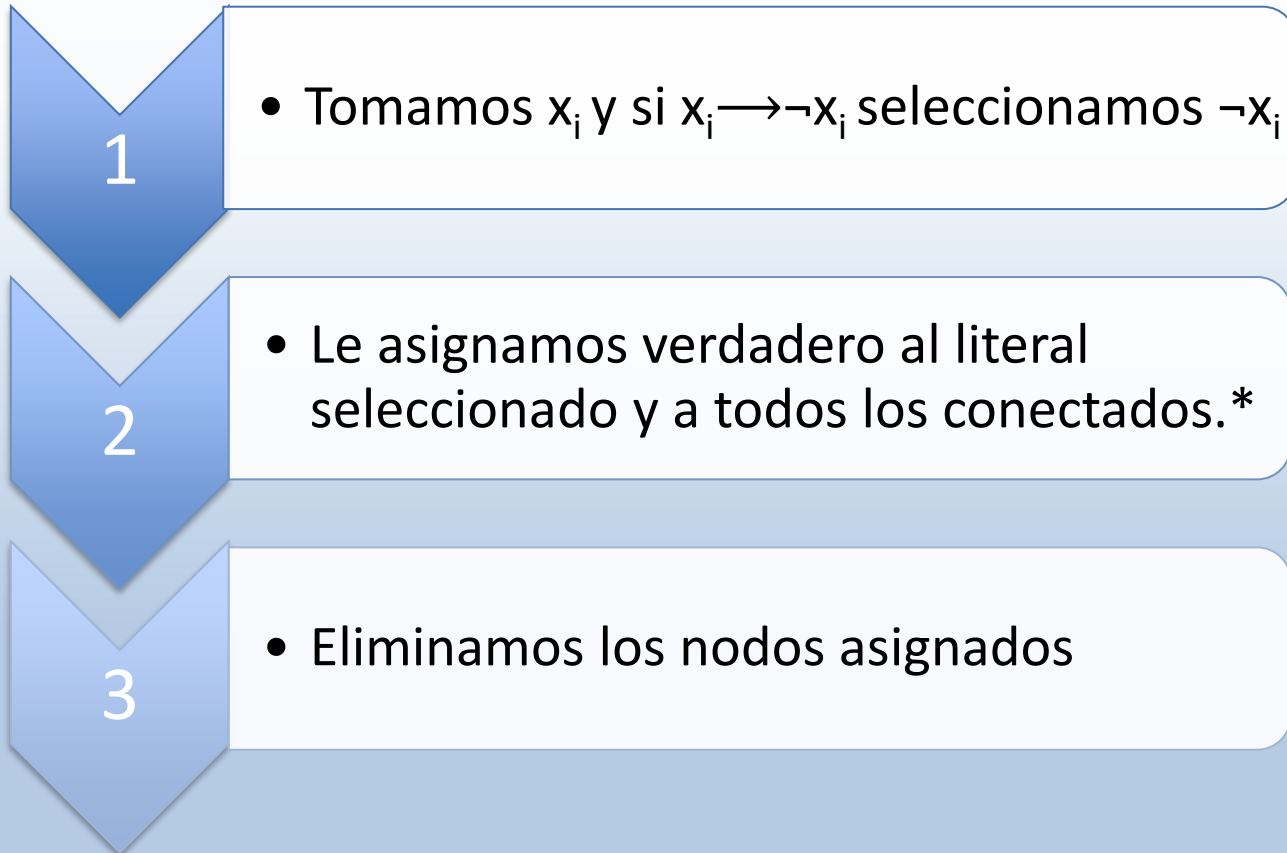 1
• Tomamos xᵢ y si xᵢ⟶¬xᵢ seleccionamos ¬xᵢ
2
• Le asignamos verdadero al literal
seleccionado y a todos los conectados.*
3
• Eliminamos los nodos asignados